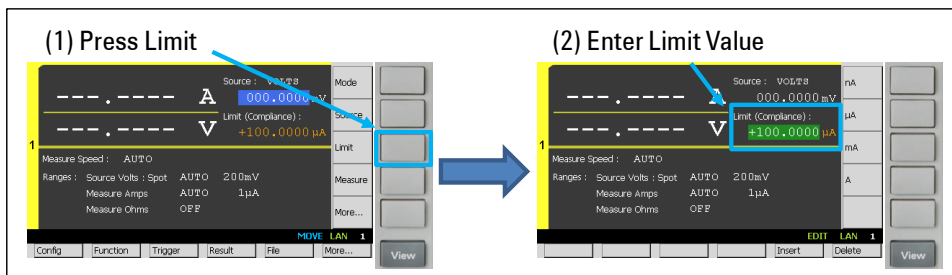 (1) Press Limit
Source : VOLTS
---.---- A 000.0000 mV
Limit (Compliance) :
---.---- V +100.0000 µA
1
Measure Speed : AUTO
Ranges : Source Volts : Spot AUTO 200mV
Measure Amps AUTO 1µA
Measure Ohms OFF
MOVE LAN 1
Mode
Source
Limit
Measure
More...
Config Function Trigger Result File More...
View
(2) Enter Limit Value
Source : VOLTS
---.---- A 000.0000 mV
Limit (Compliance) :
---.---- V +100.0000 µA
1
Measure Speed : AUTO
Ranges : Source Volts : Spot AUTO 200mV
Measure Amps AUTO 1µA
Measure Ohms OFF
EDIT LAN 1
nA
µA
mA
A
Insert Delete
View